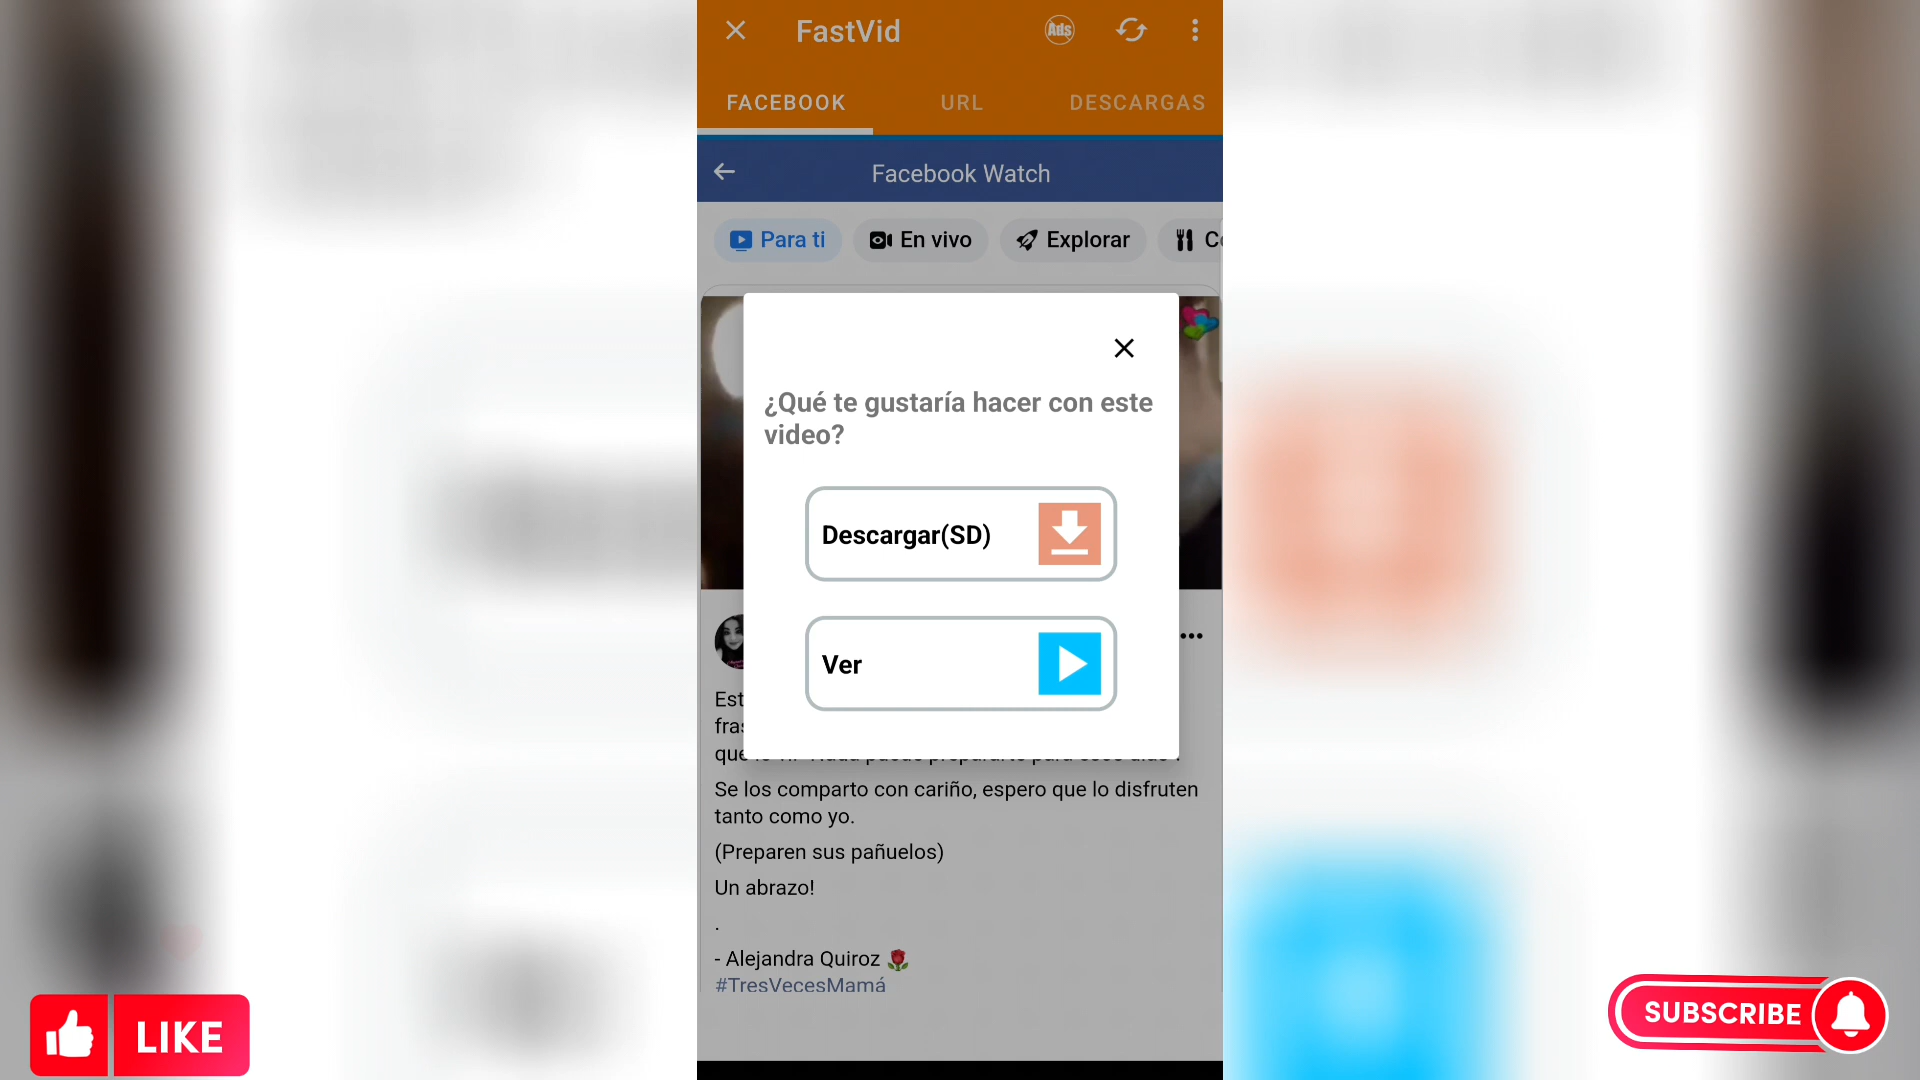 FastVid
Ads
FACEBOOK
URL
DESCARGAS
Facebook Watch
Para ti
En vivo
Explorar
¿Qué te gustaría hacer con este
video?
Descargar(SD)
Ver
Se los comparto con cariño, espero que lo disfruten
tanto como yo.
(Preparen sus pañuelos)
Un abrazo!
.
- Alejandra Quiroz 🌹
#TresVecesMamá
LIKE
SUBSCRIBE